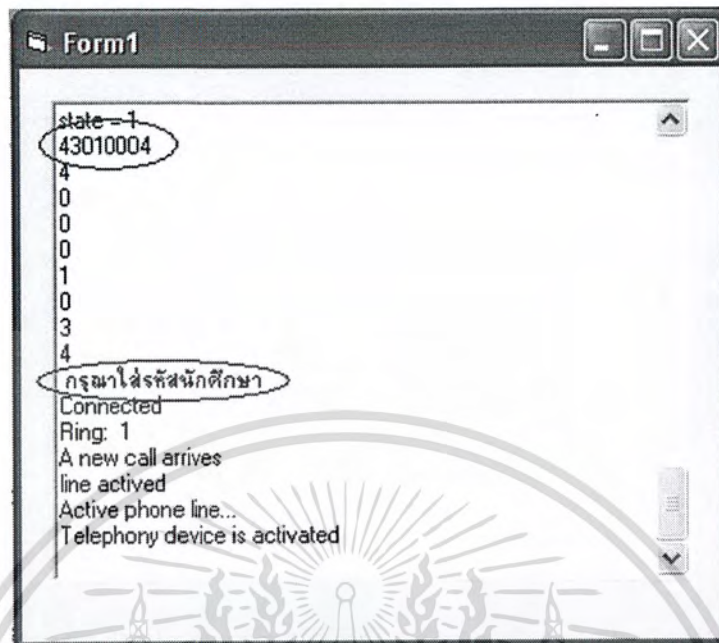 Form1
state = 1
43010004
4
0
0
0
1
0
3
4
กรุณาใส่รหัสนักศึกษา
Connected
Ring: 1
A new call arrives
line actived
Active phone line...
Telephony device is activated